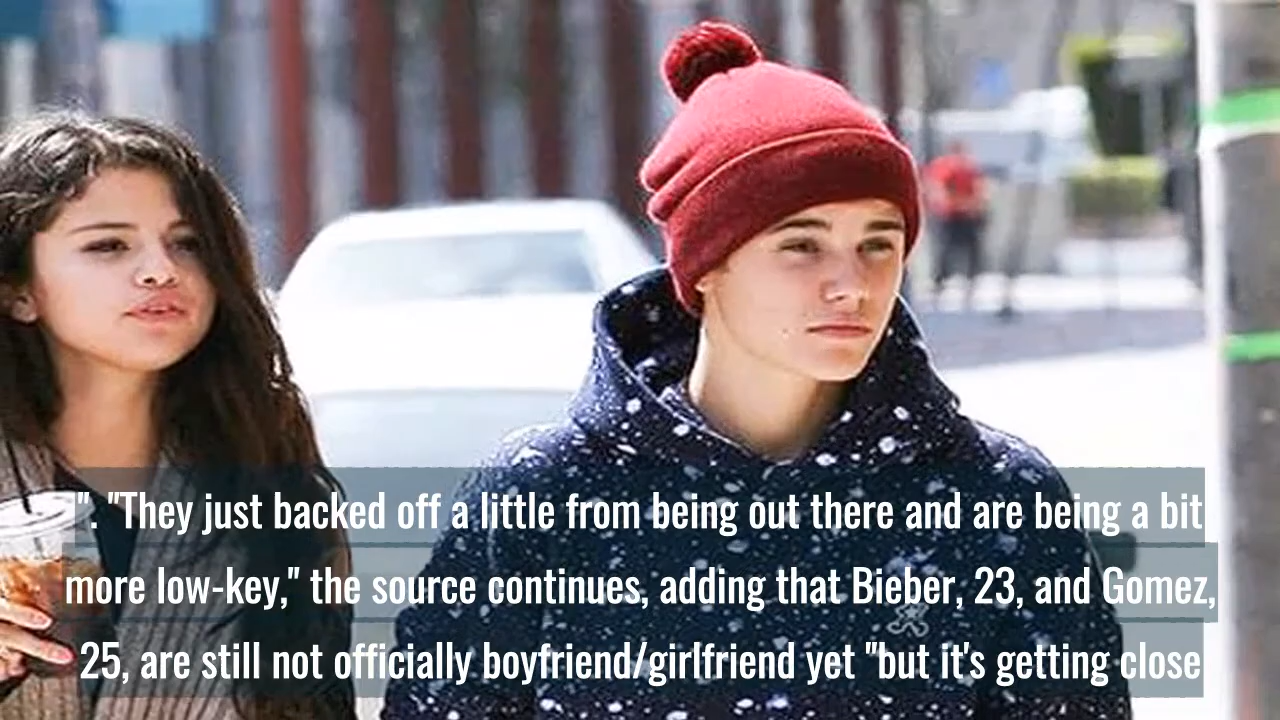 ". "They just backed off a little from being out there and are being a bit
more low-key," the source continues, adding that Bieber, 23, and Gomez,
25, are still not officially boyfriend/girlfriend yet "but it's getting close